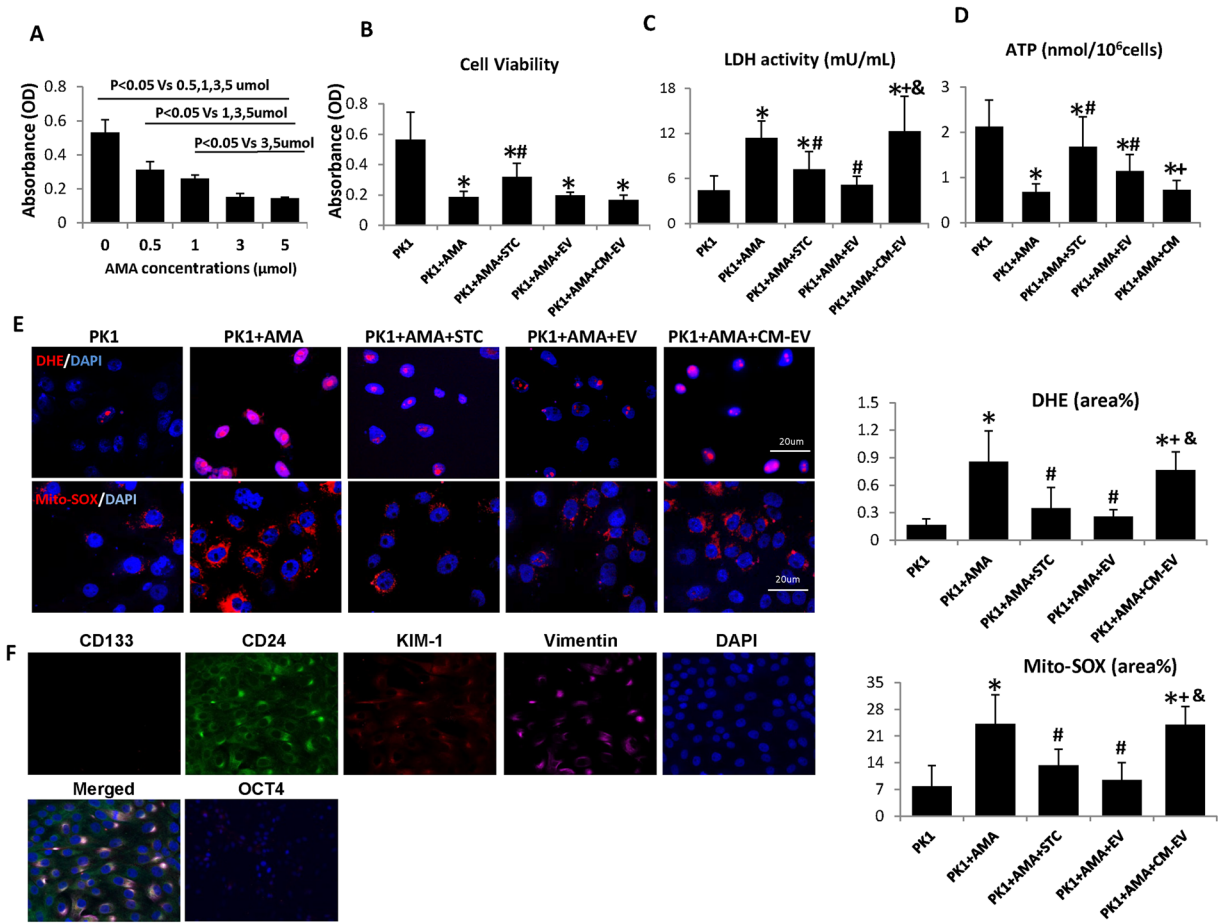 A
P<0.05 Vs 0.5,1,3,5 umol
P<0.05 Vs 1,3,5umol
P<0.05 Vs 3,5umol
Absorbance (OD)
0.8
0.6
0.4
0.2
0
0 0.5 1 3 5
AMA concentrations (µmol)
B
Cell Viability
Absorbance (OD)
0.8
0.6
0.4
0.2
0
*
*#
*
*
PK1
PK1+AMA
PK1+AMA+STC
PK1+AMA+EV
PK1+AMA+CM-EV
C
LDH activity (mU/mL)
18
12
6
0
*
*#
#
*+&
PK1
PK1+AMA
PK1+AMA+STC
PK1+AMA+EV
PK1+AMA+CM-EV
D
ATP (nmol/10⁶cells)
3
2
1
0
*
*#
*#
*+
PK1
PK1+AMA
PK1+AMA+STC
PK1+AMA+EV
PK1+AMA+CM
E
PK1 PK1+AMA PK1+AMA+STC PK1+AMA+EV PK1+AMA+CM-EV
DHE/DAPI
20um
Mito-SOX/DAPI
20um
DHE (area%)
1.5
1.2
0.9
0.6
0.3
0
*
#
#
*+ &
PK1
PK1+AMA
PK1+AMA+STC
PK1+AMA+EV
PK1+AMA+CM-EV
F
CD133 CD24 KIM-1 Vimentin DAPI
Merged OCT4
Mito-SOX (area%)
35
28
21
14
7
0
*
#
#
*+ &
PK1
PK1+AMA
PK1+AMA+STC
PK1+AMA+EV
PK1+AMA+CM-EV